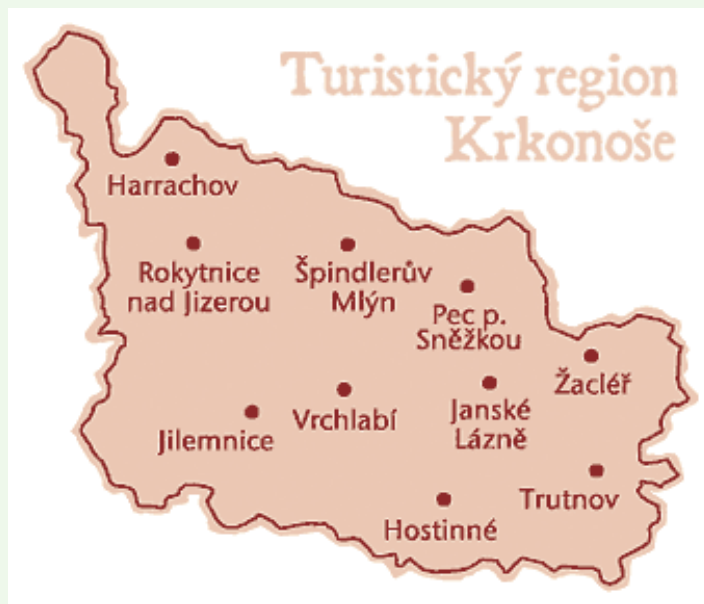 Turistický region
Krkonoše
Harrachov
Rokytnice
nad Jizerou
Špindlerův
Mlýn
Pec p.
Sněžkou
Žacléř
Jilemnice
Vrchlabí
Janské
Lázně
Hostinné
Trutnov